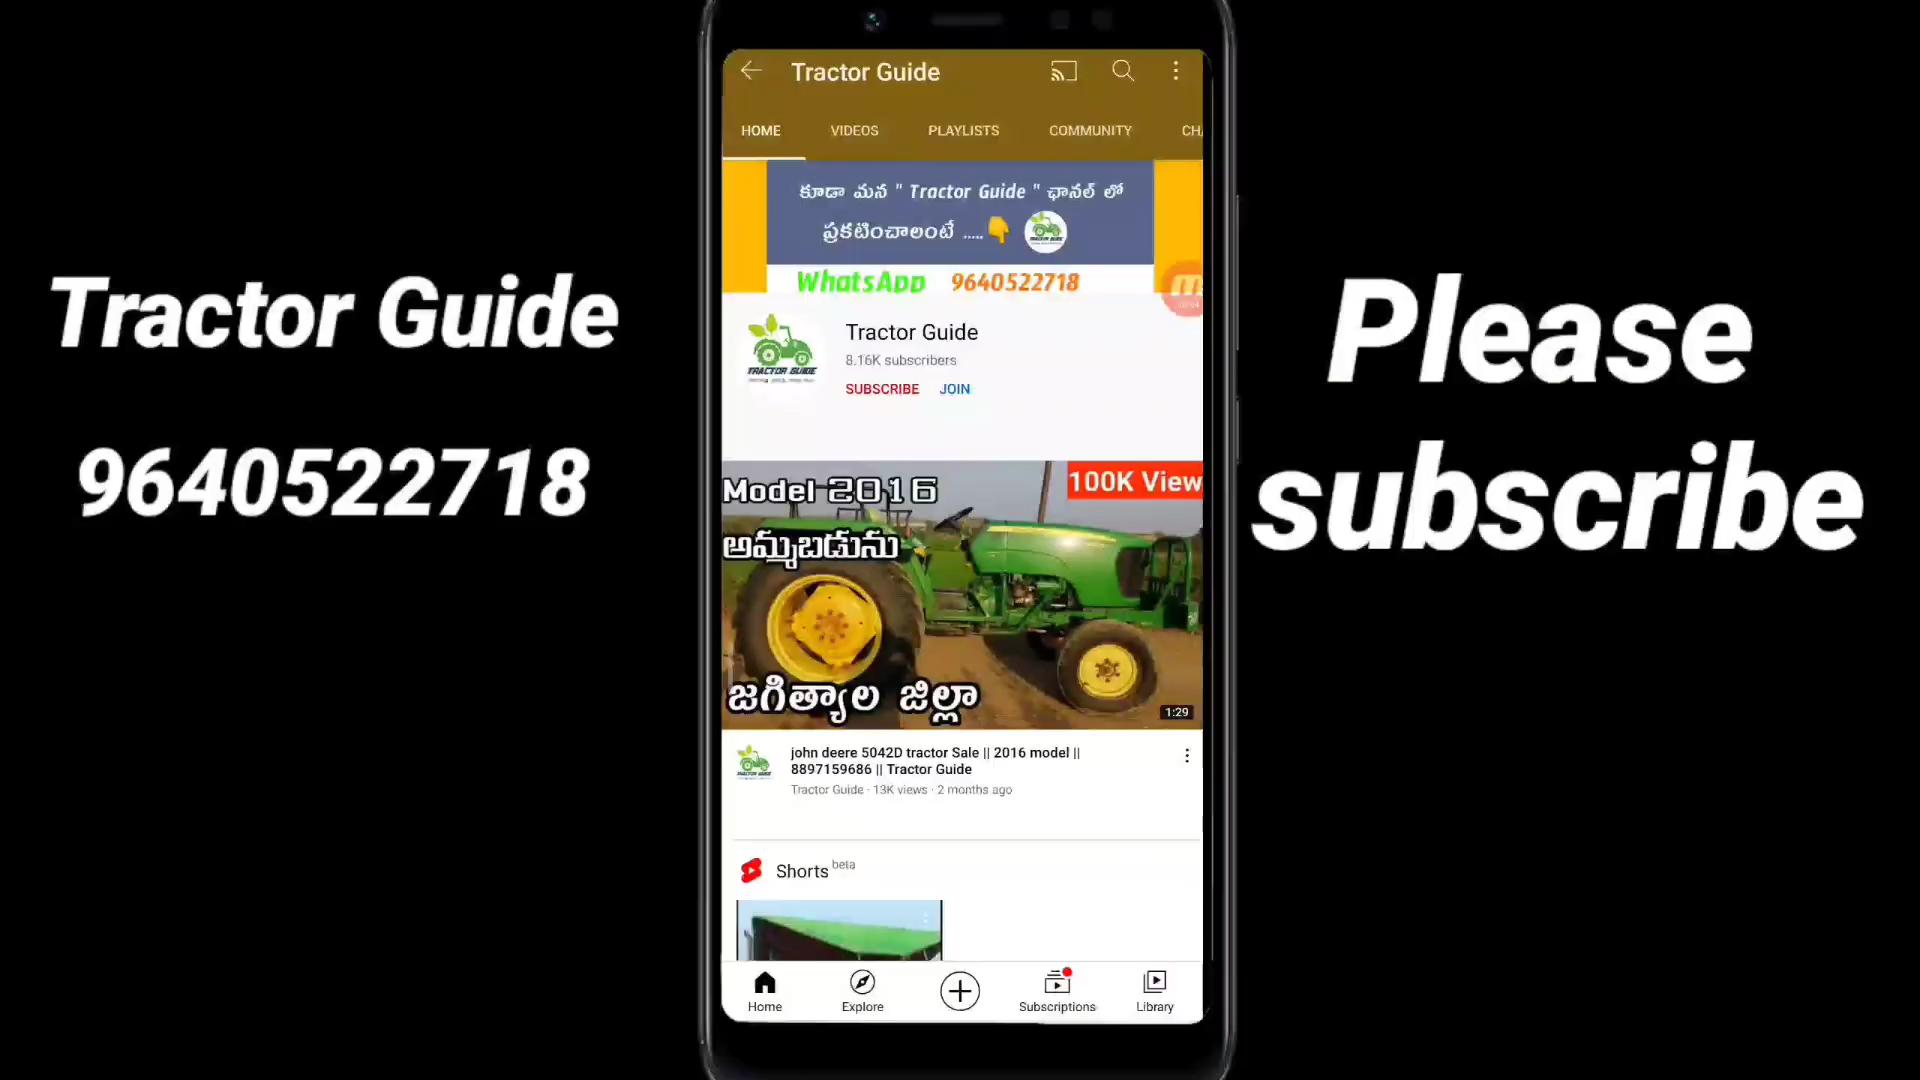 Tractor Guide
9640522718
Please
subscribe
Tractor Guide
HOME VIDEOS PLAYLISTS COMMUNITY CH
కూడా మన " Tractor Guide " ఛానల్ లో
ప్రకటించాలంటే .....
WhatsApp 9640522718
Tractor Guide
8.16K subscribers
SUBSCRIBE JOIN
TRACTOR GUIDE
Model 2016
100K View
అమ్మబడును
జగిత్యాల జిల్లా
1:29
john deere 5042D tractor Sale || 2016 model ||
8897159686 || Tractor Guide
Tractor Guide · 13K views · 2 months ago
Shorts beta
Home Explore Subscriptions Library